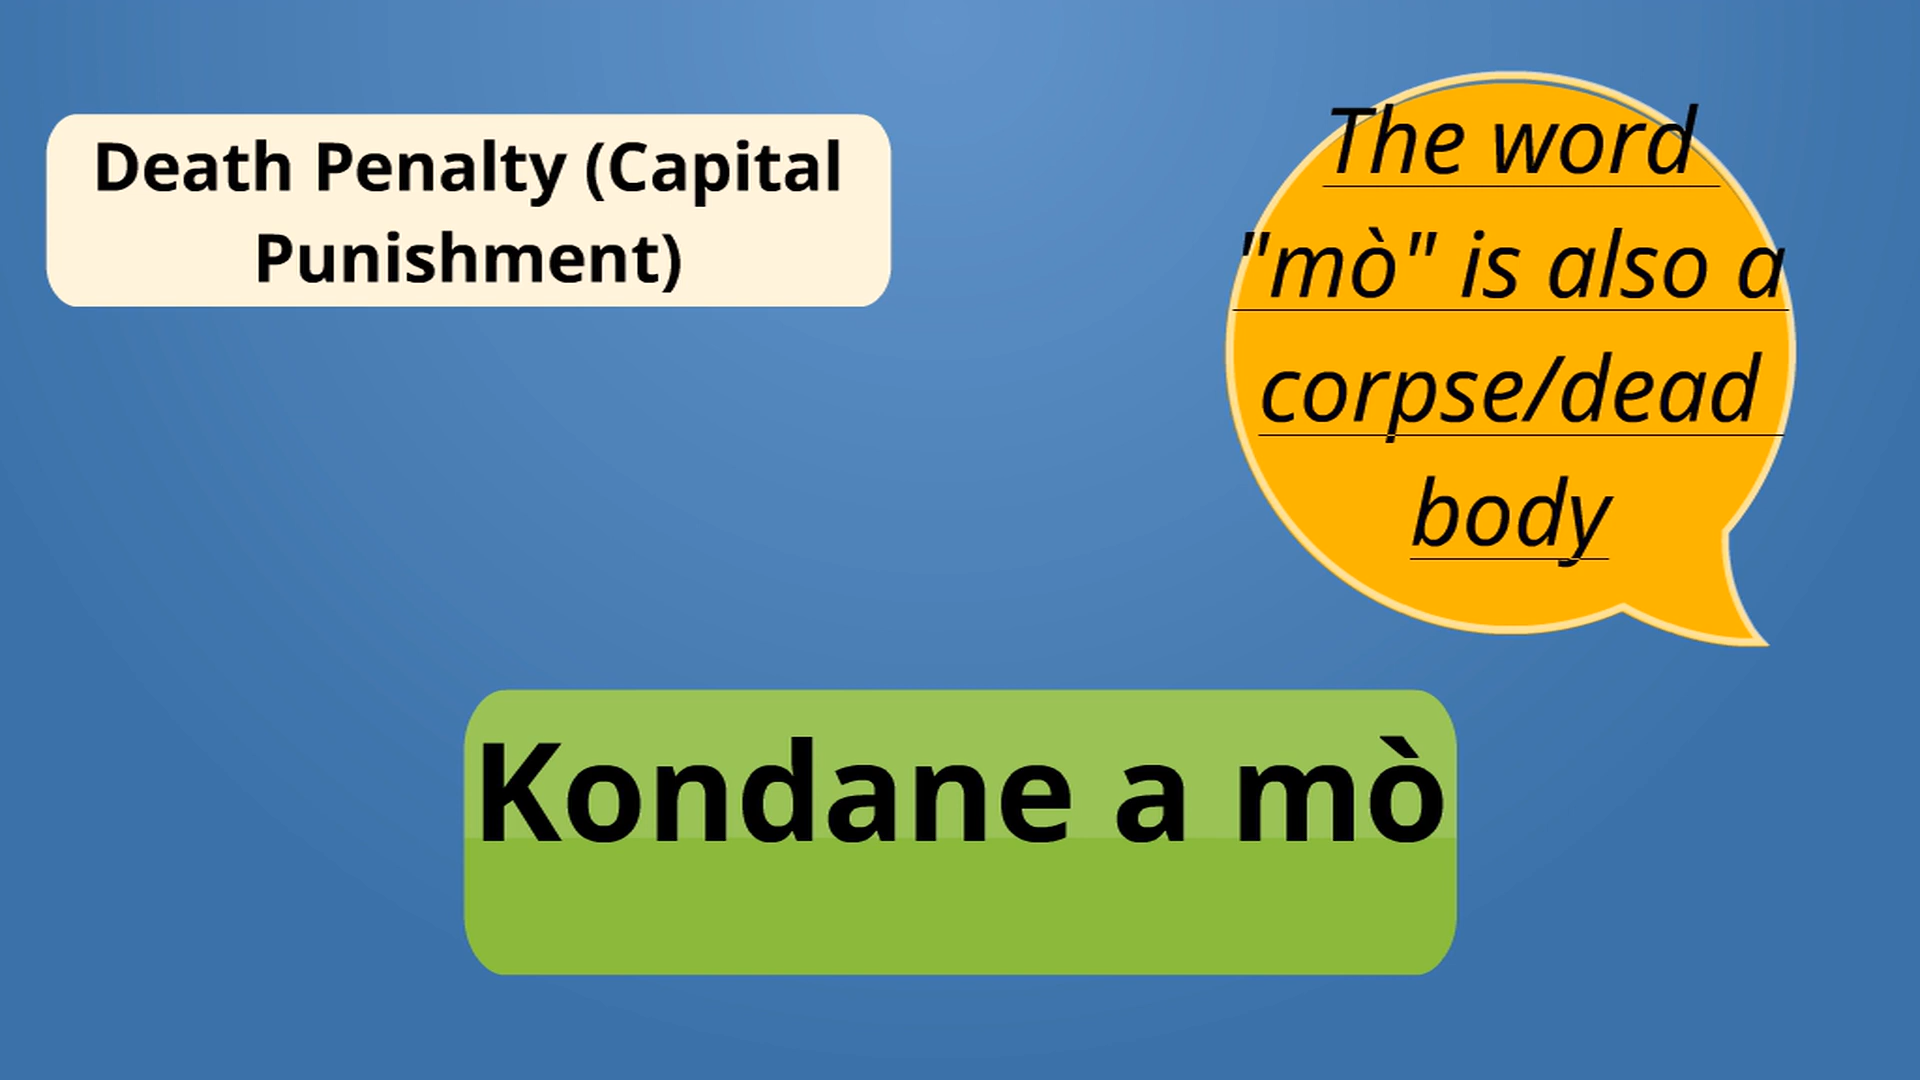 Death Penalty (Capital
Punishment)
The word
"mò" is also a
corpse/dead
body
Kondane a mò